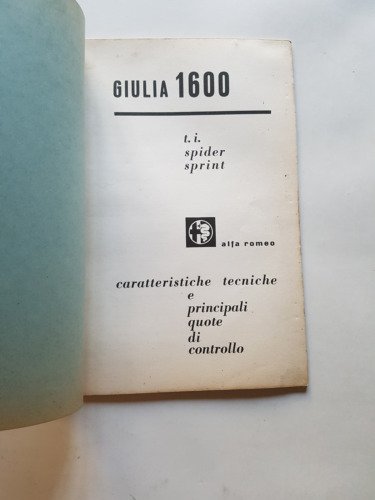 GIULIA 1600
t.i.
spider
sprint
alfa romeo
caratteristiche tecniche
e
principali
quote
di
controllo